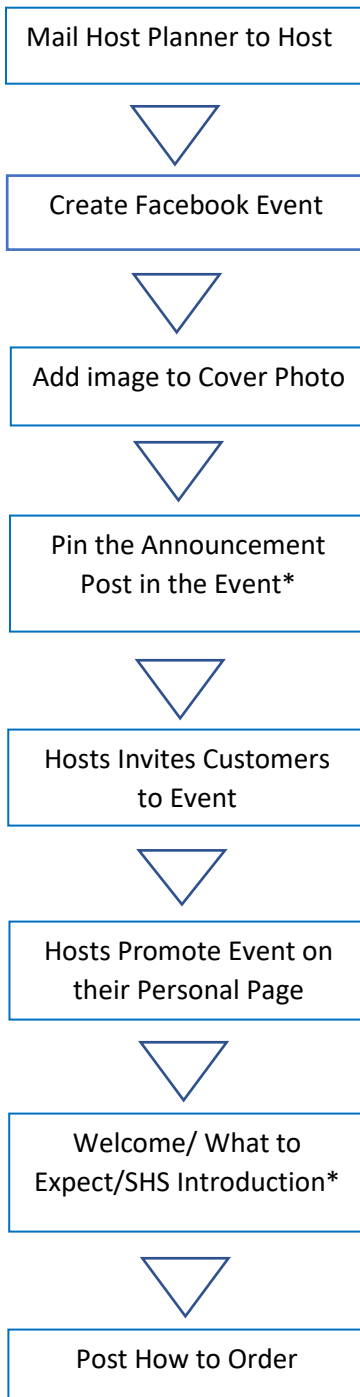 Mail Host Planner to Host
Create Facebook Event
Add image to Cover Photo
Pin the Announcement
Post in the Event*
Hosts Invites Customers
to Event
Hosts Promote Event on
their Personal Page
Welcome/ What to
Expect/SHS Introduction*
Post How to Order